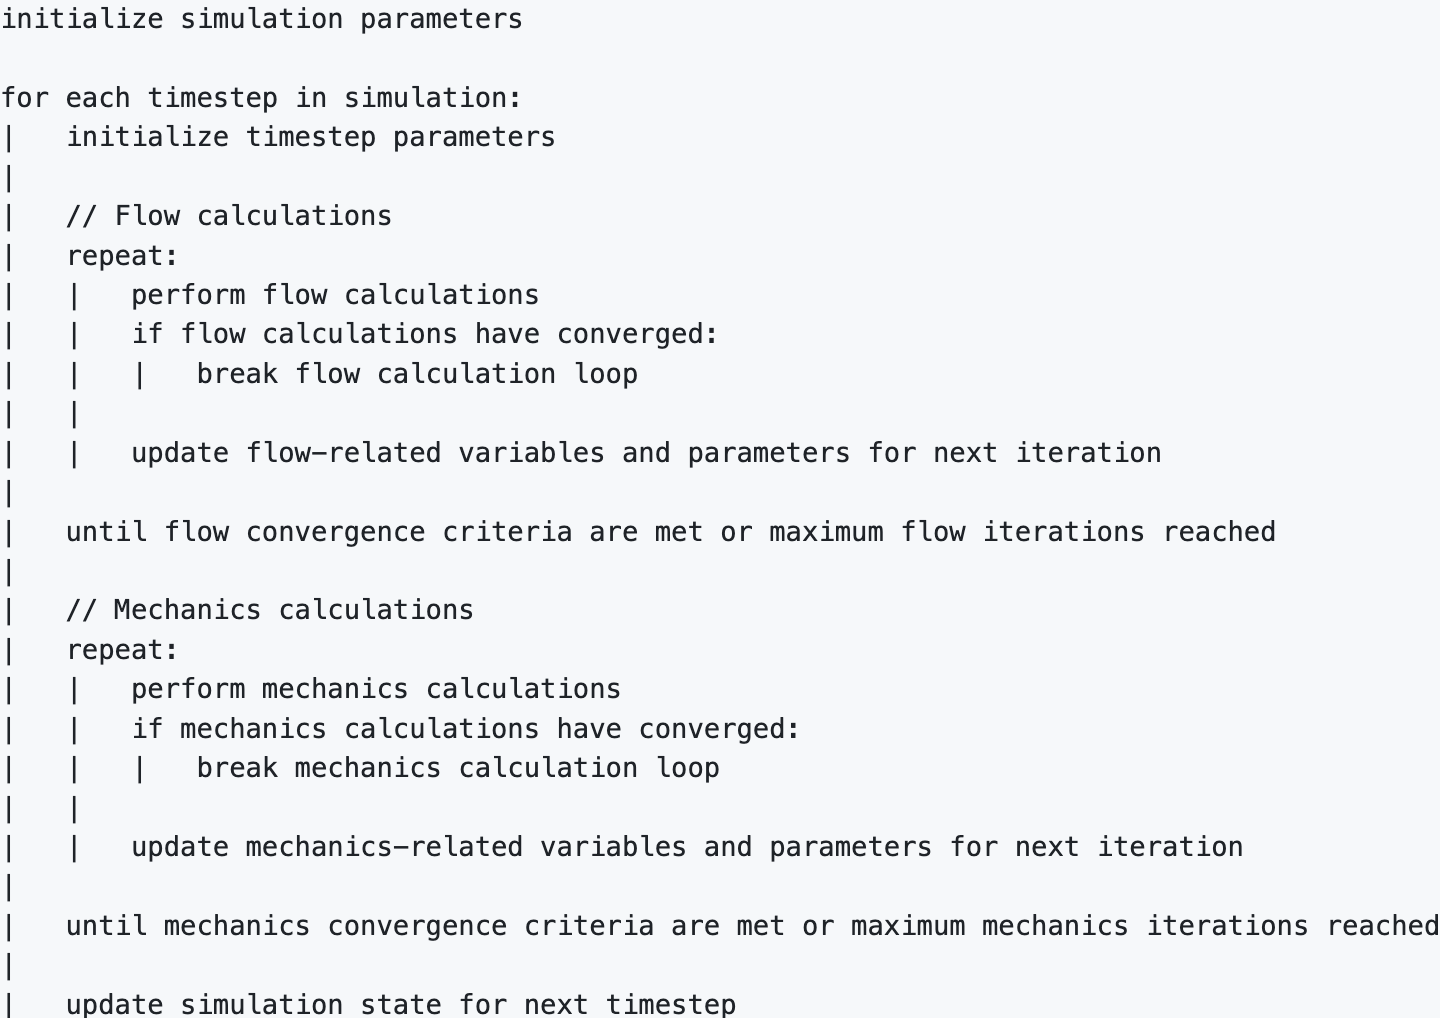 initialize simulation parameters
for each timestep in simulation:
|   initialize timestep parameters
|
|   // Flow calculations
|   repeat:
|   |   perform flow calculations
|   |   if flow calculations have converged:
|   |   |   break flow calculation loop
|   |
|   |   update flow-related variables and parameters for next iteration
|
|   until flow convergence criteria are met or maximum flow iterations reached
|
|   // Mechanics calculations
|   repeat:
|   |   perform mechanics calculations
|   |   if mechanics calculations have converged:
|   |   |   break mechanics calculation loop
|   |
|   |   update mechanics-related variables and parameters for next iteration
|
|   until mechanics convergence criteria are met or maximum mechanics iterations reached
|
|   update simulation state for next timestep